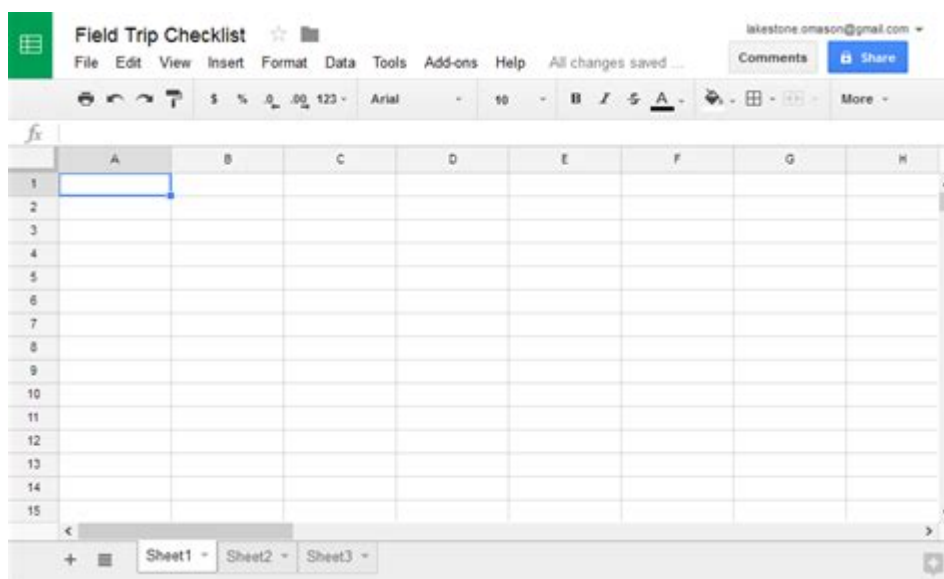 Field Trip Checklist
lakestone.omason@gmail.com
File Edit View Insert Format Data Tools Add-ons Help All changes saved ...
Comments Share
$ % .0 .00 123 Arial 10 B I S A More
fx
A B C D E F G H
1
2
3
4
5
6
7
8
9
10
11
12
13
14
15
+ Sheet1 Sheet2 Sheet3